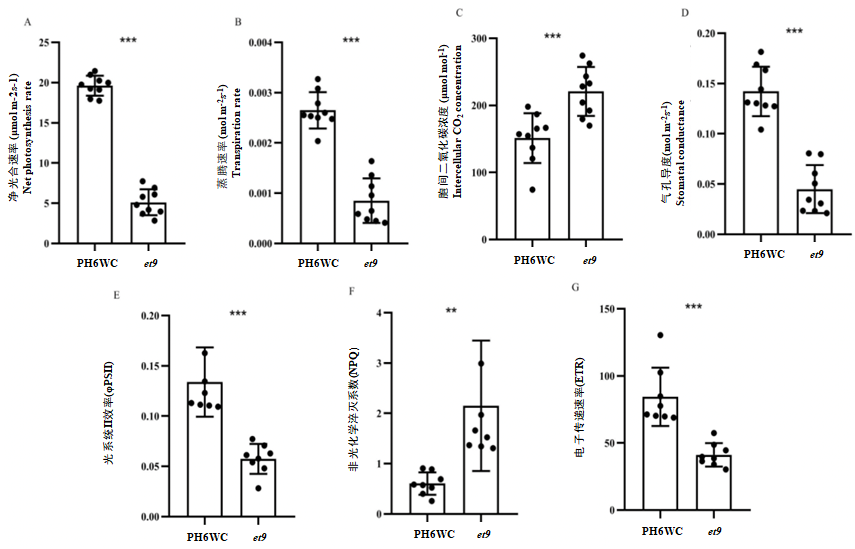 A
B
C
D
***
***
***
***
净光合速率 (μmol m-2s-1)
Net photosynthesis rate
25
20
15
10
5
0
PH6WC
et9
蒸腾速率 (mol m-2s-1)
Transpiration rate
0.004
0.003
0.002
0.001
0.000
PH6WC
et9
胞间二氧化碳浓度 (μmol mol-1)
Intercellular CO2 concentration
300
200
100
0
PH6WC
et9
气孔导度(mol m-2s-1)
Stomatal conductance
0.20
0.15
0.10
0.05
0.00
PH6WC
et9
E
F
G
***
**
***
光系统II效率(φPSII)
0.20
0.15
0.10
0.05
0.00
PH6WC
et9
非光化学淬灭系数(NPQ)
4
3
2
1
0
PH6WC
et9
电子传递速率(ETR)
150
100
50
0
PH6WC
et9